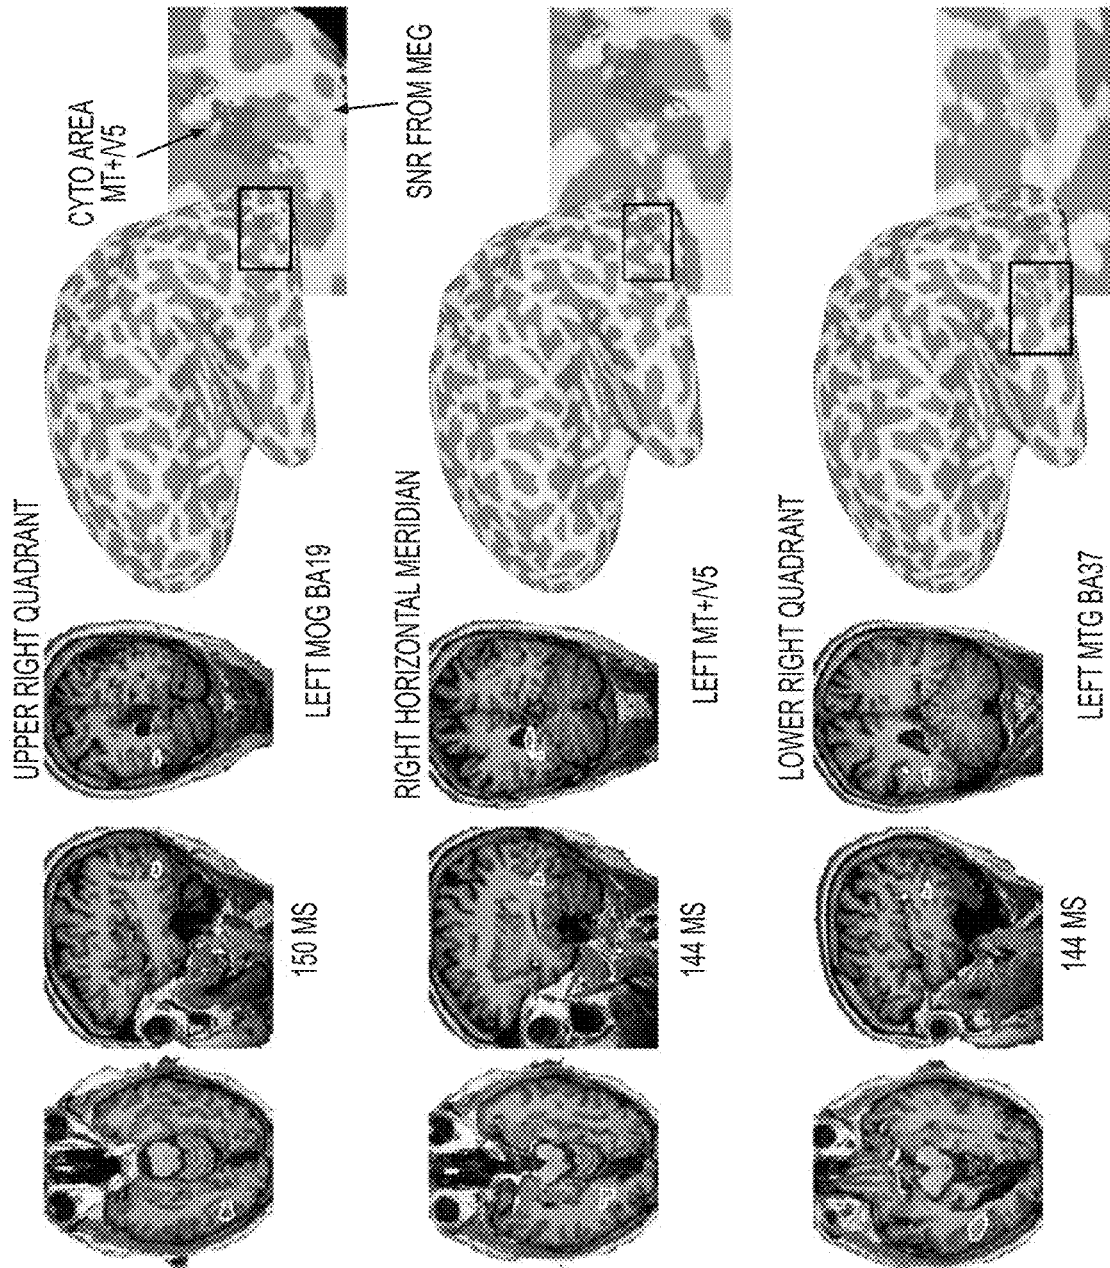 UPPER RIGHT QUADRANT
CYTO AREA
MT+/V5
150 MS
LEFT MOG BA19
SNR FROM MEG
RIGHT HORIZONTAL MERIDIAN
144 MS
LEFT MT+/V5
LOWER RIGHT QUADRANT
144 MS
LEFT MTG BA37